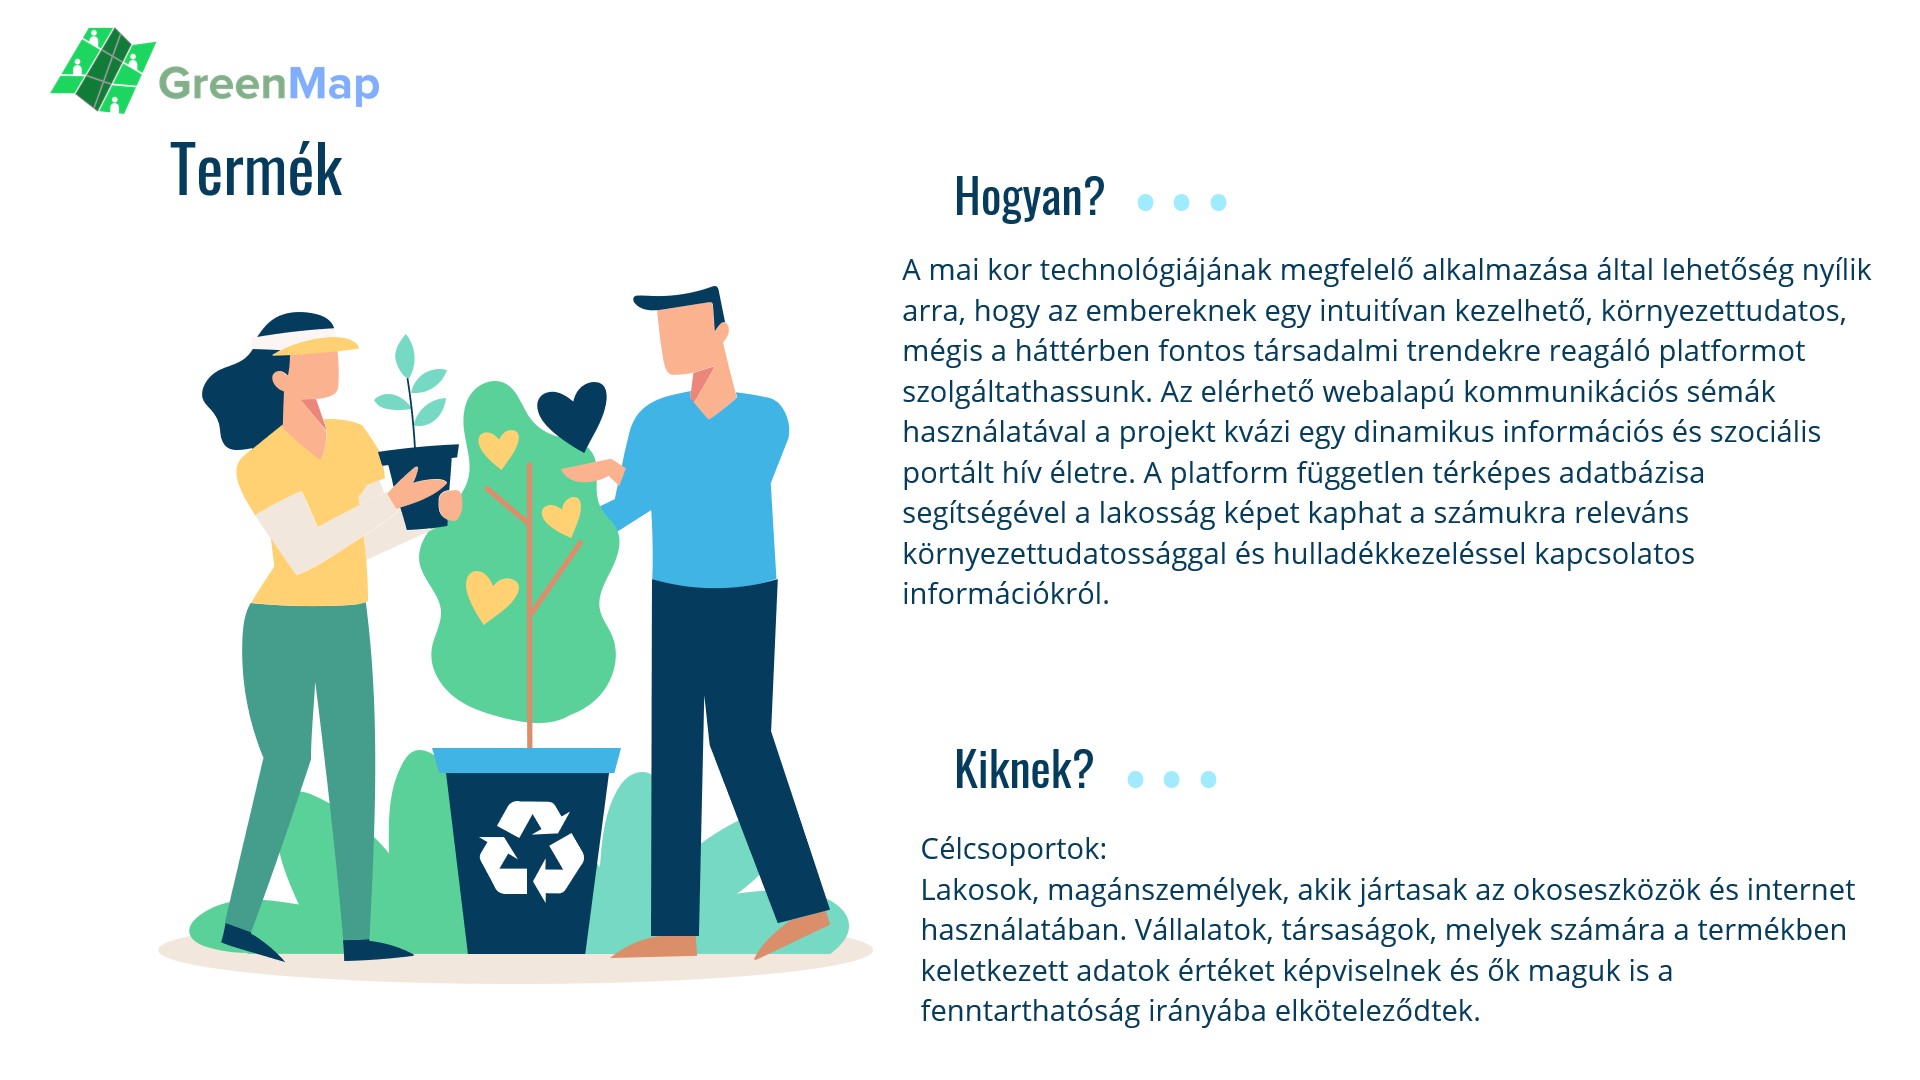 GreenMap
Termék
Hogyan?
A mai kor technológiájának megfelelő alkalmazása által lehetőség nyílik
arra, hogy az embereknek egy intuitívan kezelhető, környezettudatos,
mégis a háttérben fontos társadalmi trendekre reagáló platformot
szolgáltathassunk. Az elérhető webalapú kommunikációs sémák
használatával a projekt kvázi egy dinamikus információs és szociális
portált hív életre. A platform független térképes adatbázisa
segítségével a lakosság képet kaphat a számukra releváns
környezettudatossággal és hulladékkezeléssel kapcsolatos
információkról.
Kiknek?
Célcsoportok:
Lakosok, magánszemélyek, akik jártasak az okoseszközök és internet
használatában. Vállalatok, társaságok, melyek számára a termékben
keletkezett adatok értéket képviselnek és ők maguk is a
fenntarthatóság irányába elköteleződtek.